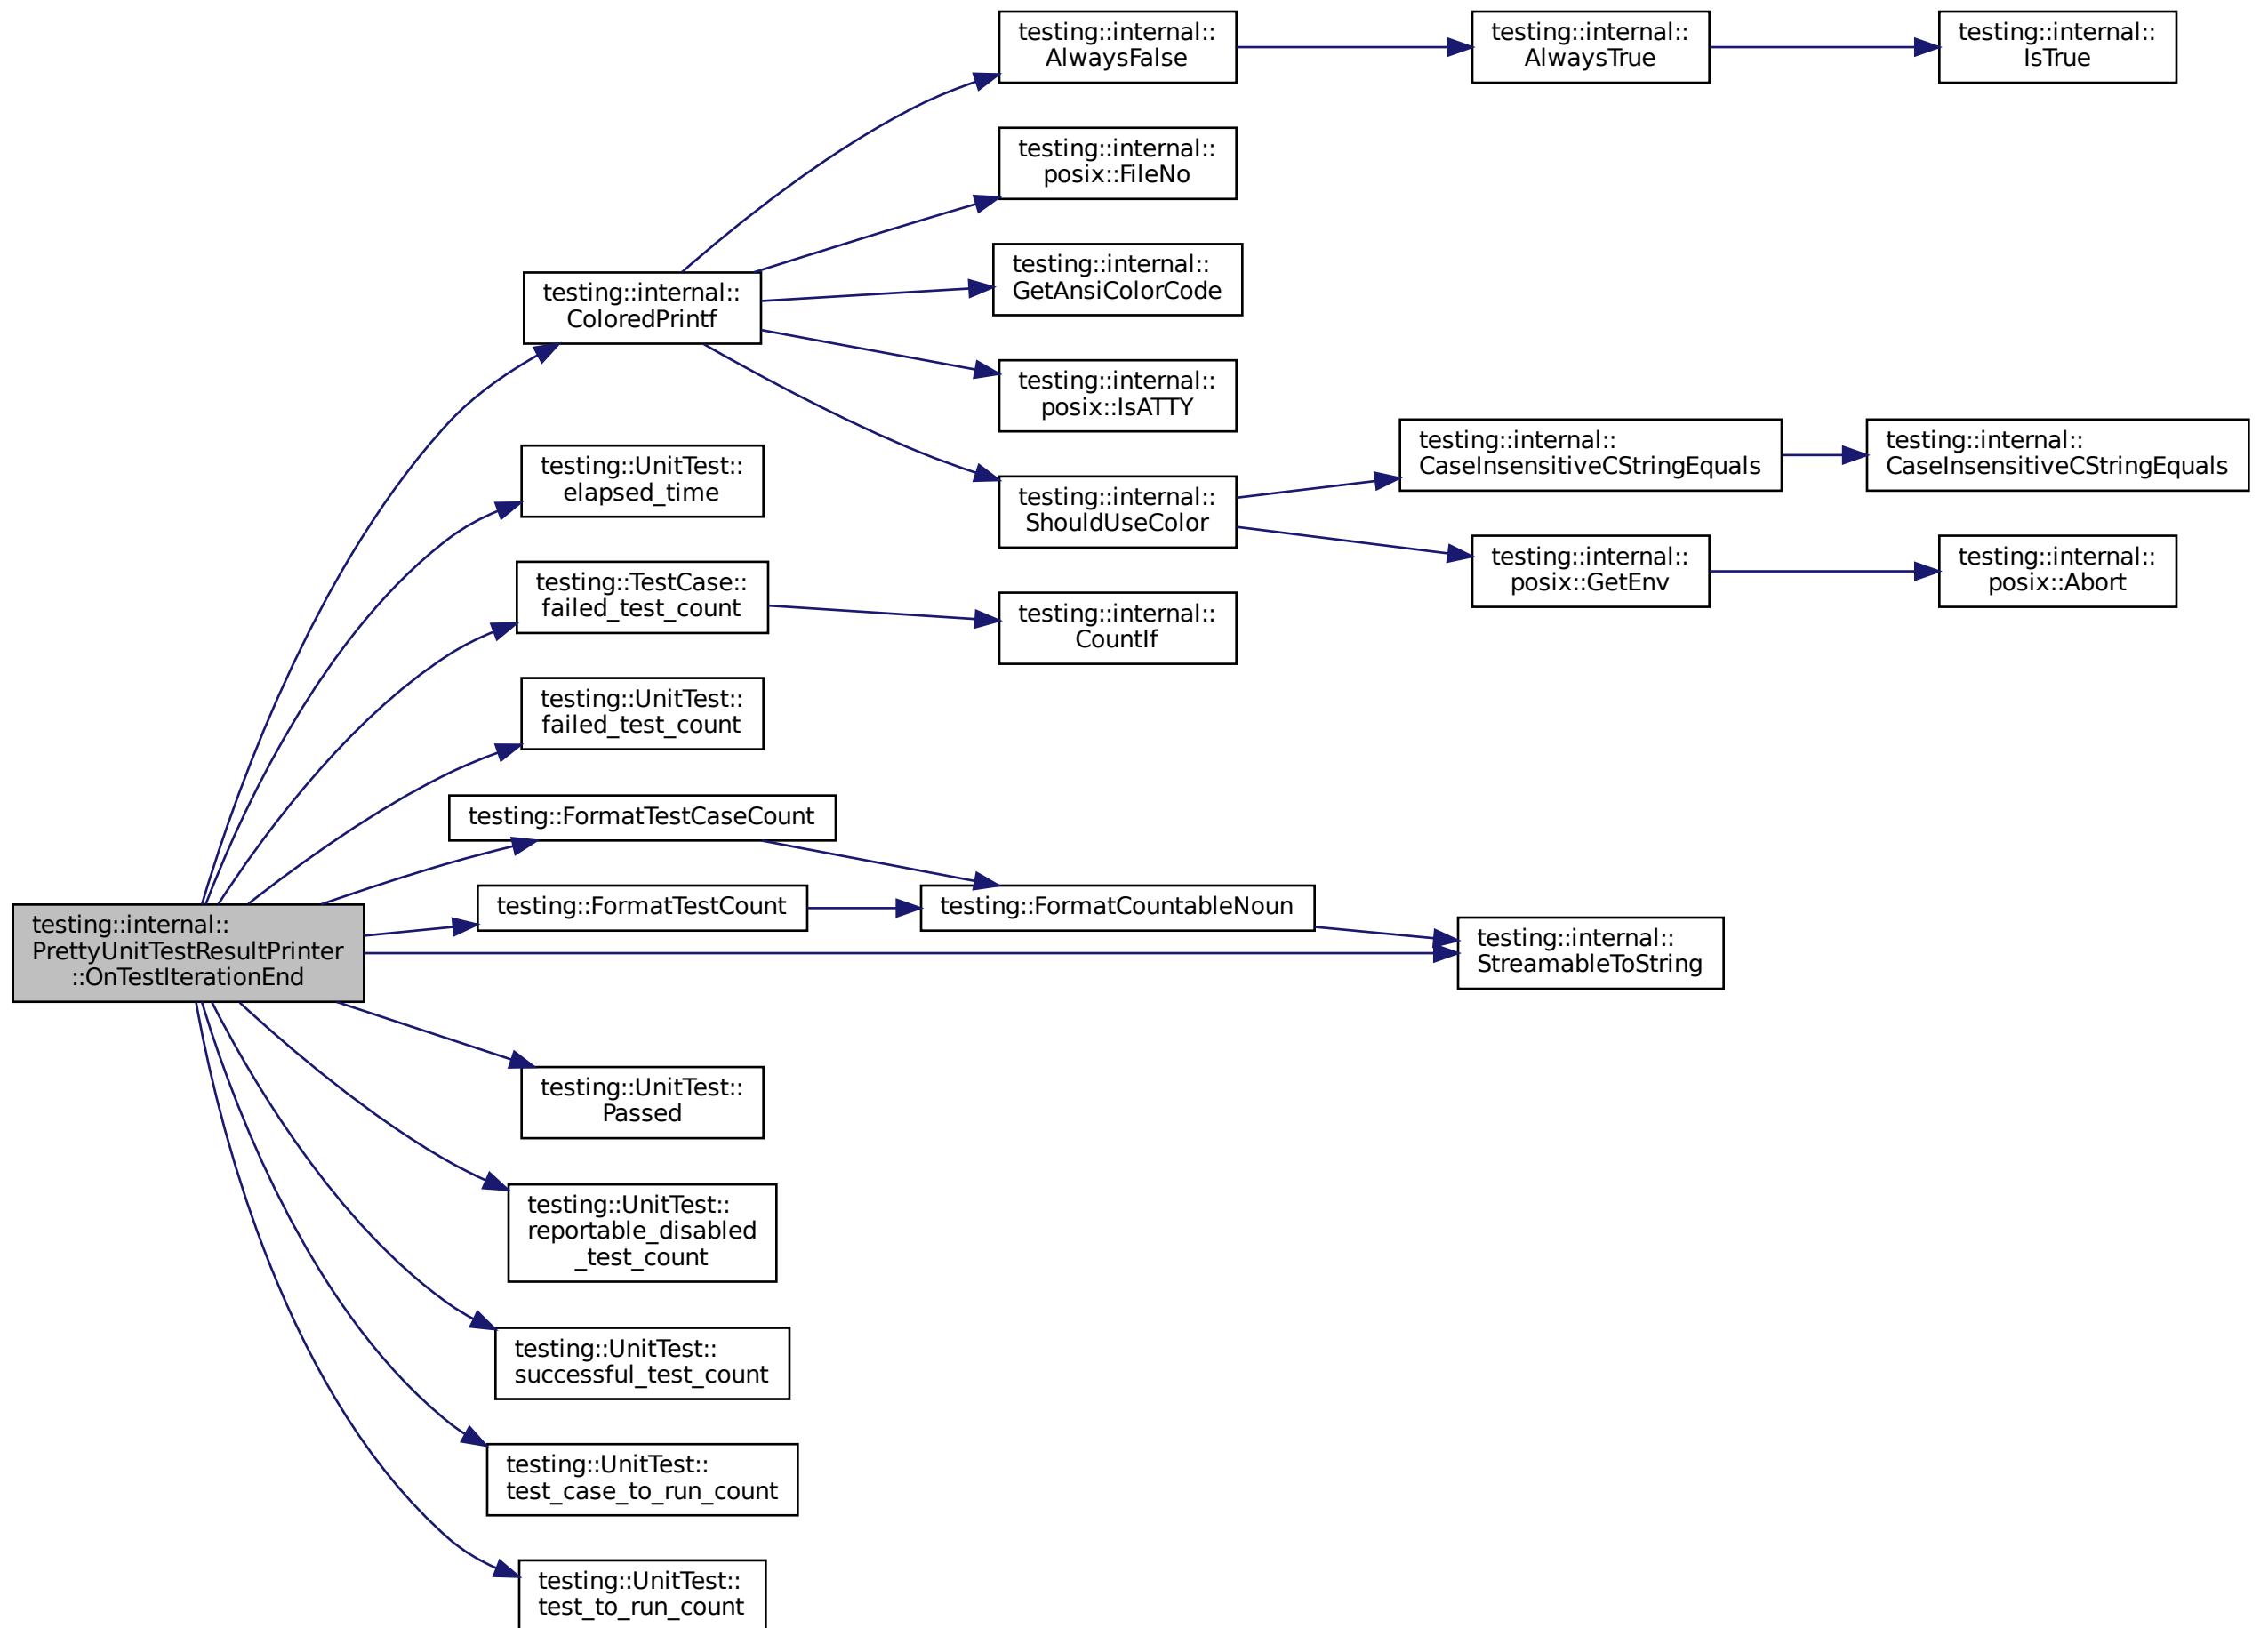 testing::internal::
AlwaysFalse
testing::internal::
AlwaysTrue
testing::internal::
IsTrue
testing::internal::
posix::FileNo
testing::internal::
GetAnsiColorCode
testing::internal::
ColoredPrintf
testing::internal::
posix::IsATTY
testing::internal::
CaseInsensitiveCStringEquals
testing::internal::
CaseInsensitiveCStringEquals
testing::UnitTest::
elapsed_time
testing::internal::
ShouldUseColor
testing::internal::
posix::GetEnv
testing::internal::
posix::Abort
testing::TestCase::
failed_test_count
testing::internal::
CountIf
testing::UnitTest::
failed_test_count
testing::FormatTestCaseCount
testing::FormatTestCount
testing::FormatCountableNoun
testing::internal::
PrettyUnitTestResultPrinter
::OnTestIterationEnd
testing::internal::
StreamableToString
testing::UnitTest::
Passed
testing::UnitTest::
reportable_disabled
_test_count
testing::UnitTest::
successful_test_count
testing::UnitTest::
test_case_to_run_count
testing::UnitTest::
test_to_run_count